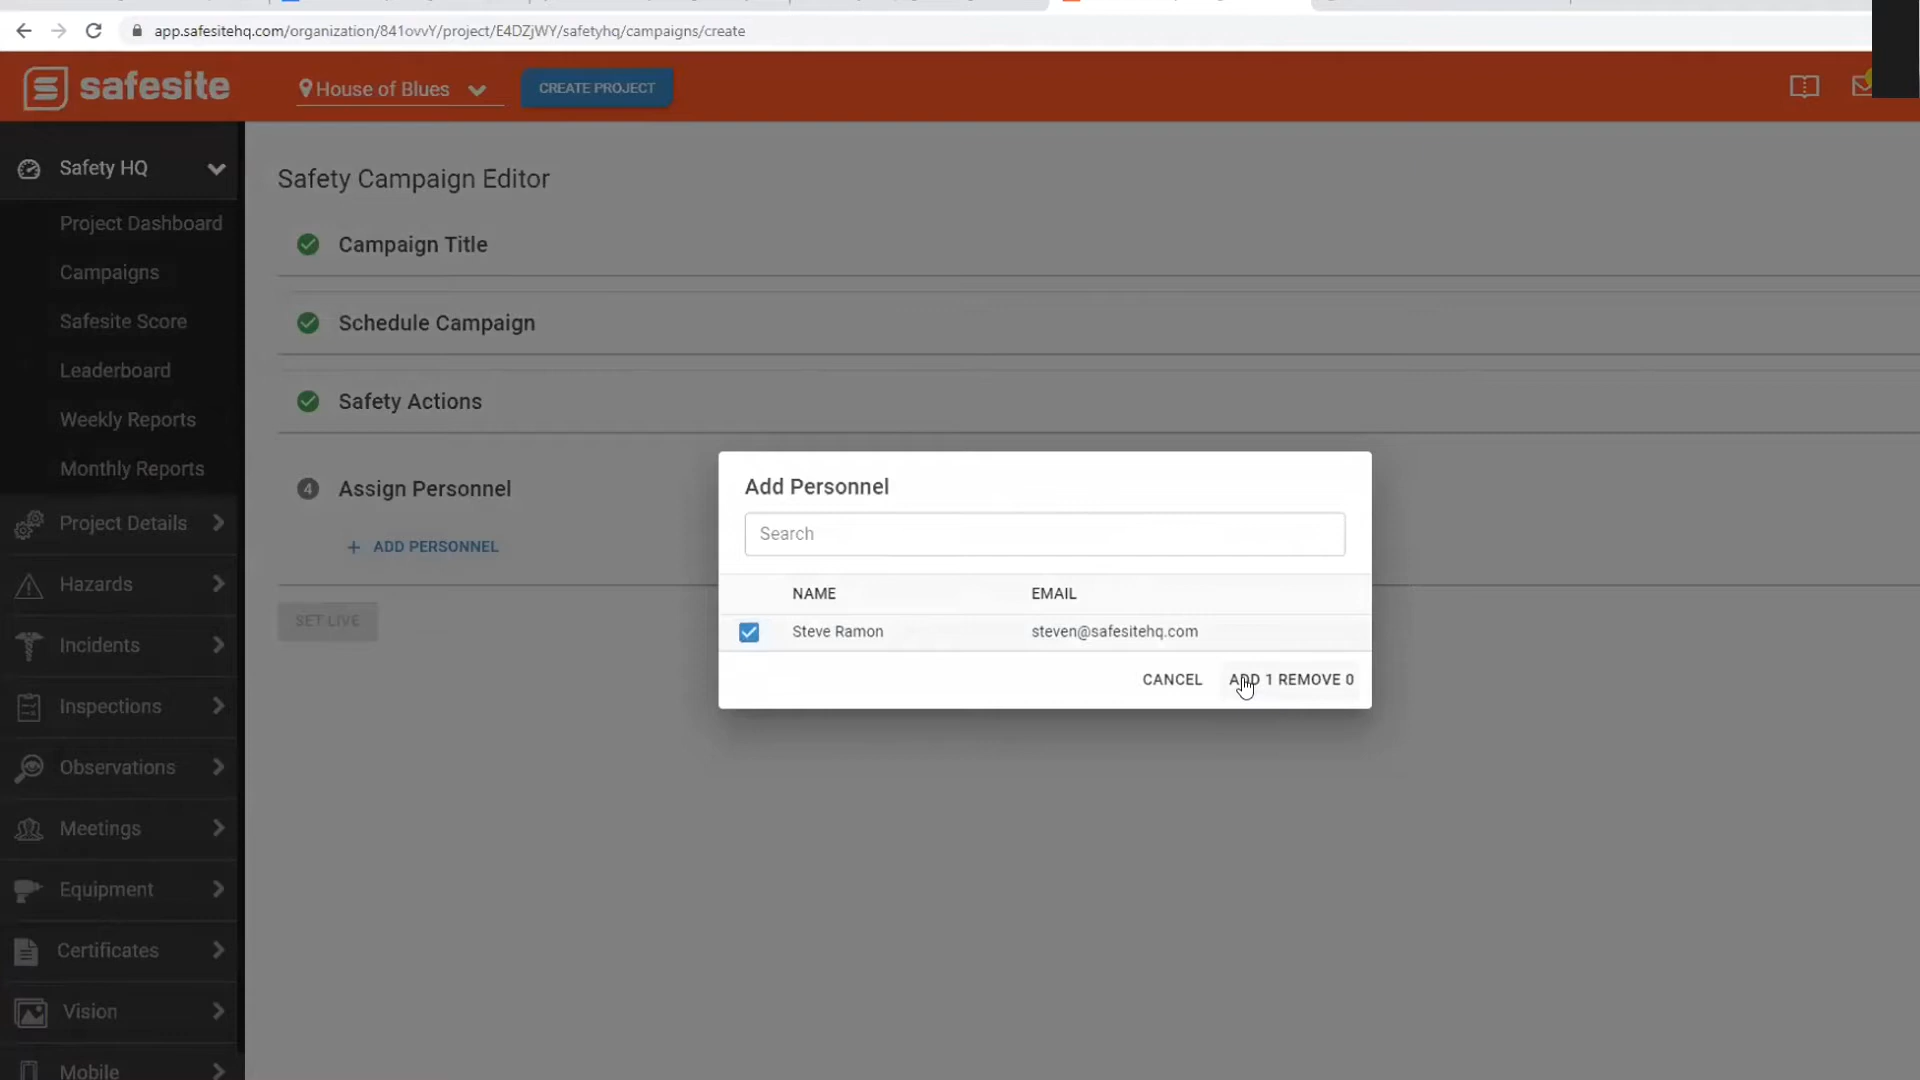 app.safesitehq.com/organization/841ovvY/project/E4DZjWY/safetyhq/campaigns/create
safesite
House of Blues
CREATE PROJECT
Safety HQ
Project Dashboard
Campaigns
Safesite Score
Leaderboard
Weekly Reports
Monthly Reports
Project Details
Hazards
Incidents
Inspections
Observations
Meetings
Equipment
Certificates
Vision
Mobile
Safety Campaign Editor
Campaign Title
Schedule Campaign
Safety Actions
4 Assign Personnel
+ ADD PERSONNEL
SET LIVE
Add Personnel
Search
NAME EMAIL
Steve Ramon steven@safesitehq.com
CANCEL ADD 1 REMOVE 0